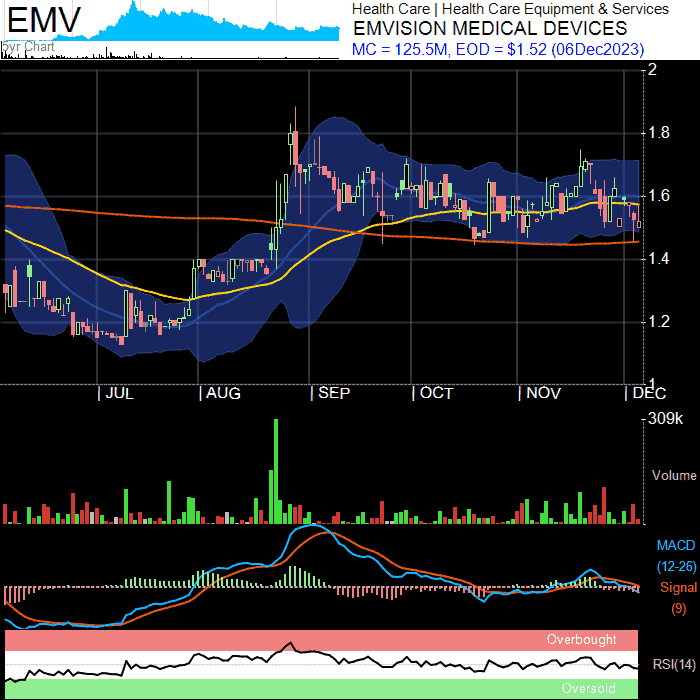 EMV
5yr Chart
Health Care | Health Care Equipment & Services
EMVISION MEDICAL DEVICES
MC = 125.5M, EOD = $1.52 (06Dec2023)
2
1.8
1.6
1.4
1.2
1
JUL
AUG
SEP
OCT
NOV
DEC
309k
Volume
MACD
(12-26)
Signal
(9)
Overbought
RSI(14)
Oversold